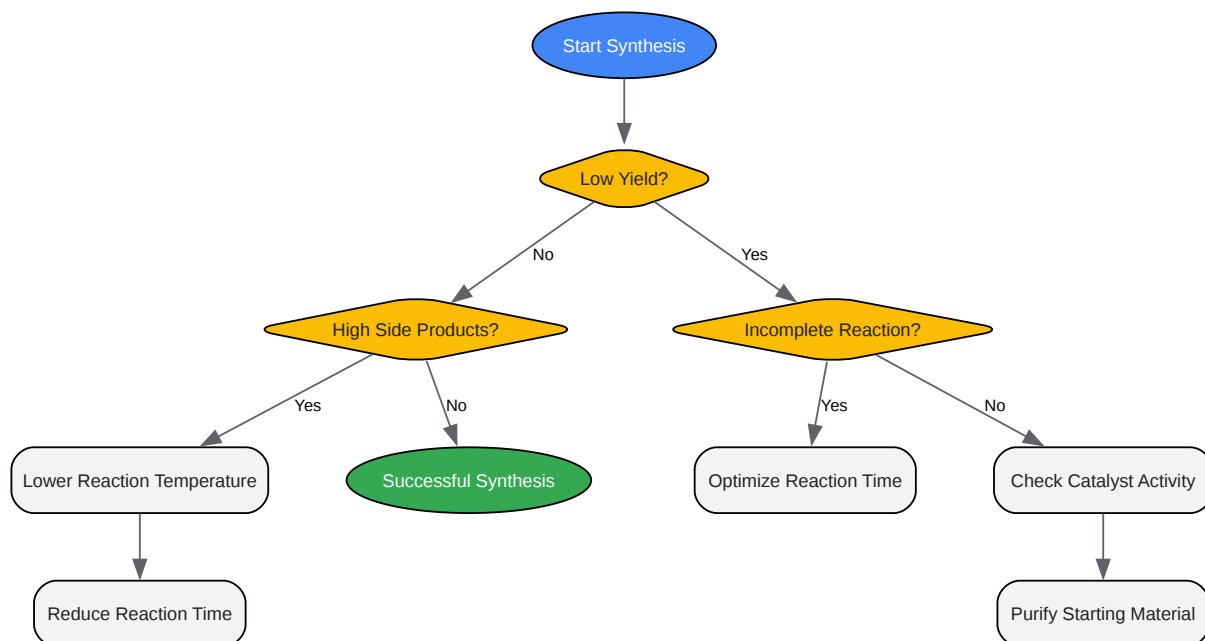 Start Synthesis
Low Yield?
No
Yes
High Side Products?
Incomplete Reaction?
Yes
No
Yes
No
Lower Reaction Temperature
Successful Synthesis
Optimize Reaction Time
Check Catalyst Activity
Reduce Reaction Time
Purify Starting Material